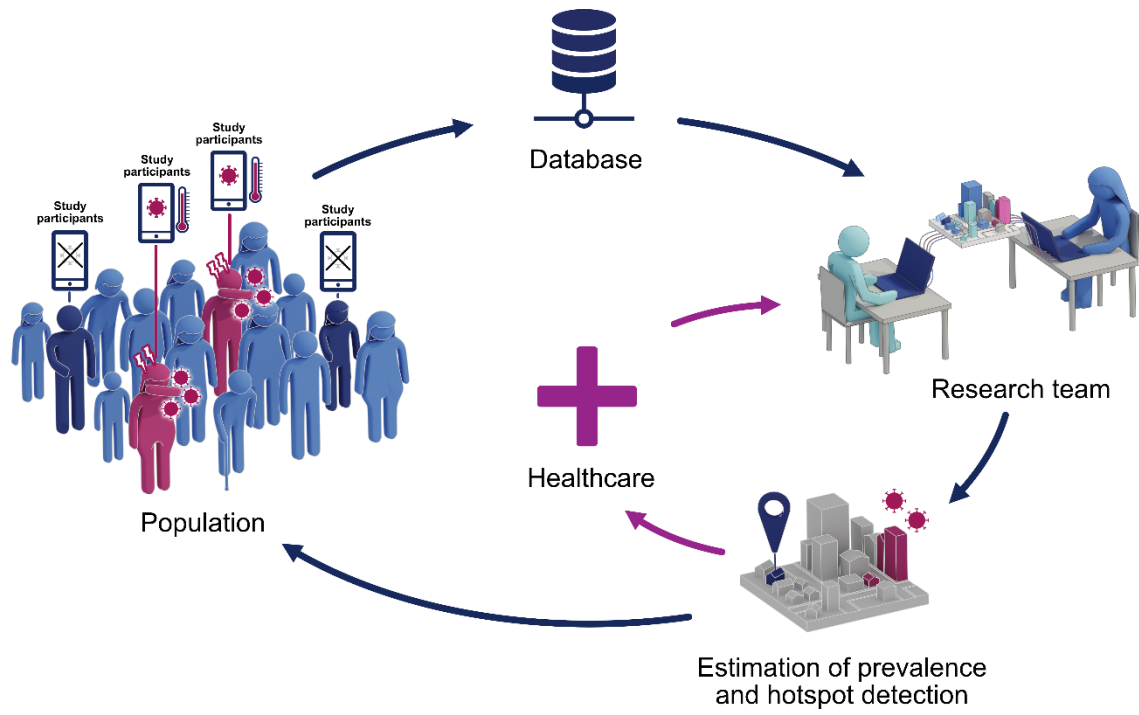 Database
Study
participants
Study
participants
Study
participants
Study
participants
Research team
Healthcare
Population
Estimation of prevalence
and hotspot detection